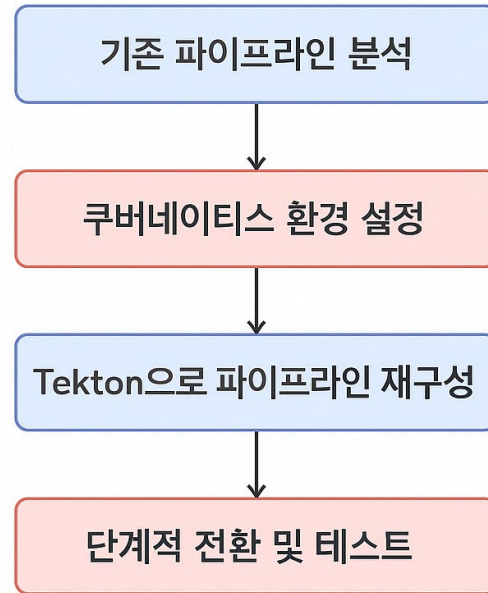 기존 파이프라인 분석
쿠버네이티스 환경 설정
Tekton으로 파이프라인 재구성
단계적 전환 및 테스트